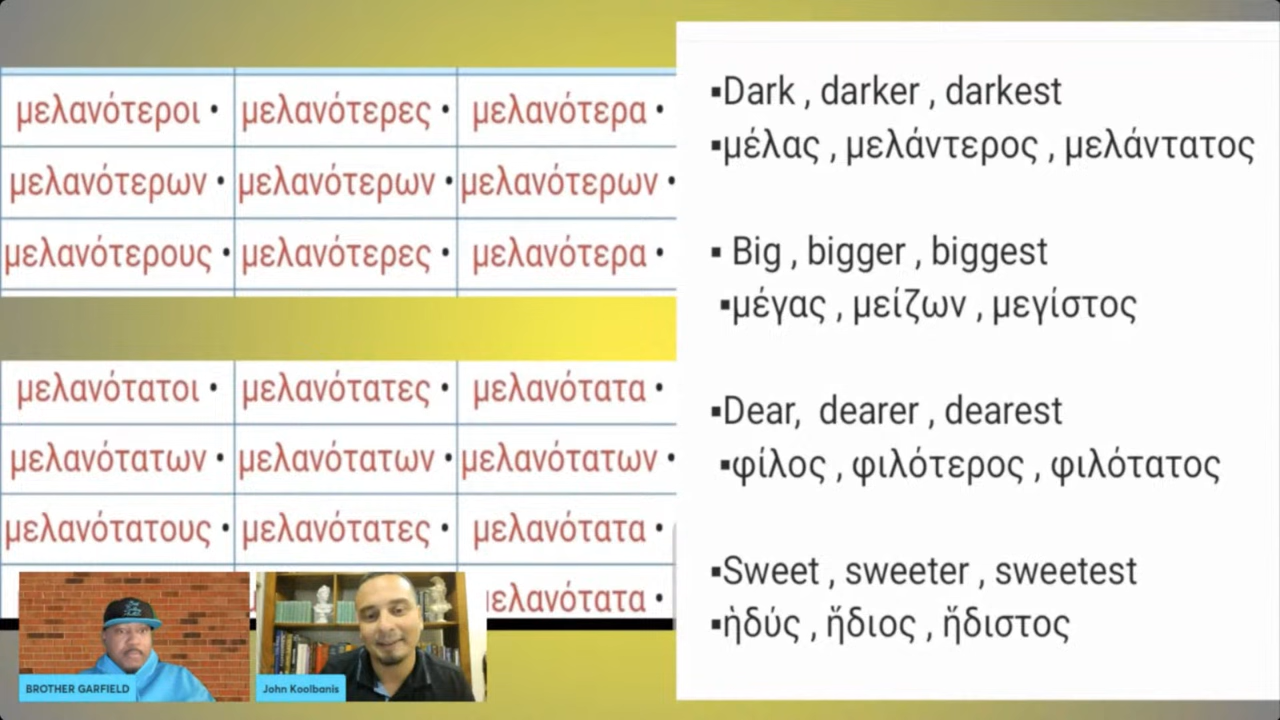 μελανότεροι • μελανότερες • μελανότερα •
μελανότερων • μελανότερων • μελανότερων •
μελανότερους • μελανότερες • μελανότερα •
μελανότατοι • μελανότατες • μελανότατα •
μελανότατων • μελανότατων • μελανότατων •
μελανότατους • μελανότατες • μελανότατα •
ελανότατα •
▪Dark , darker , darkest
▪μέλας , μελάντερος , μελάντατος
▪ Big , bigger , biggest
▪μέγας , μείζων , μεγίστος
▪Dear, dearer , dearest
▪φίλος , φιλότερος , φιλότατος
▪Sweet , sweeter , sweetest
▪ἡδύς , ἥδιος , ἥδιστος
BROTHER GARFIELD
John Koolbanis